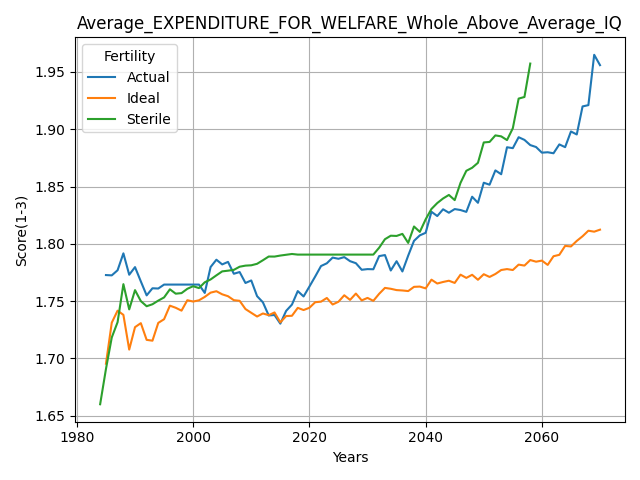 Average_EXPENDITURE_FOR_WELFARE_Whole_Above_Average_IQ
Fertility
Actual
Ideal
Sterile
Score(1-3)
1.95
1.90
1.85
1.80
1.75
1.70
1.65
1980
2000
2020
2040
2060
Years